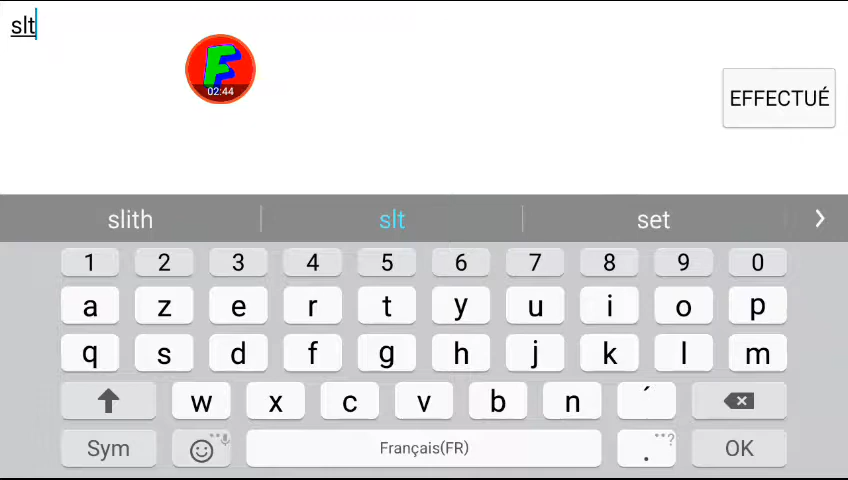 slt
F
02:44
EFFECTUÉ
slith slt set
1 2 3 4 5 6 7 8 9 0
a z e r t y u i o p
q s d f g h j k l m
w x c v b n ´
Sym Français(FR) . ? OK